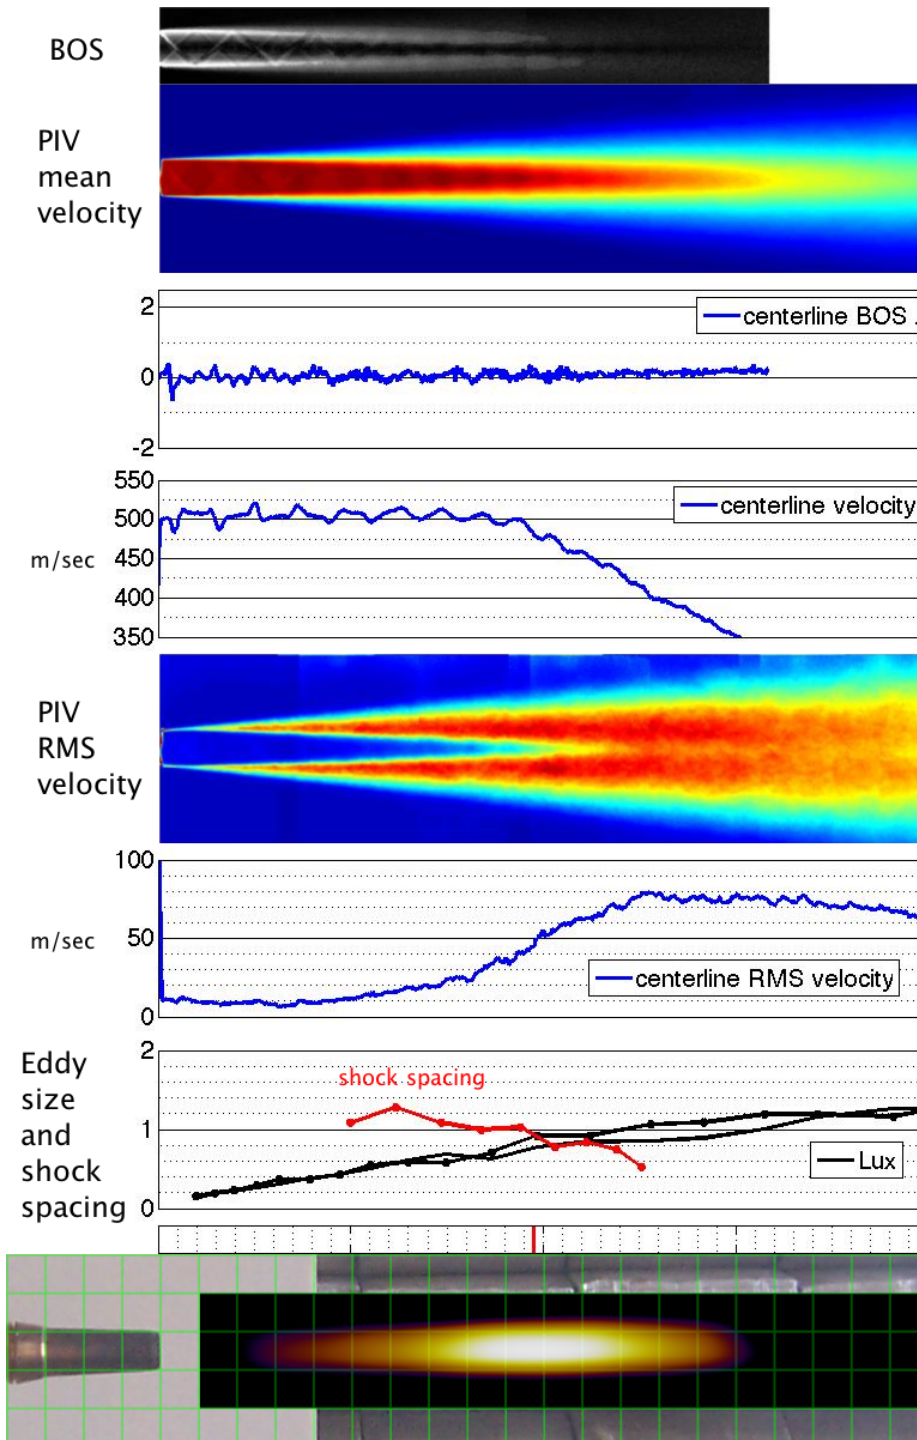 BOS
PIV
mean
velocity
2
0
-2
centerline BOS .
550
500
450
400
350
m/sec
centerline velocity
PIV
RMS
velocity
100
50
0
m/sec
centerline RMS velocity
Eddy
size
and
shock
spacing
2
1
0
shock spacing
Lux